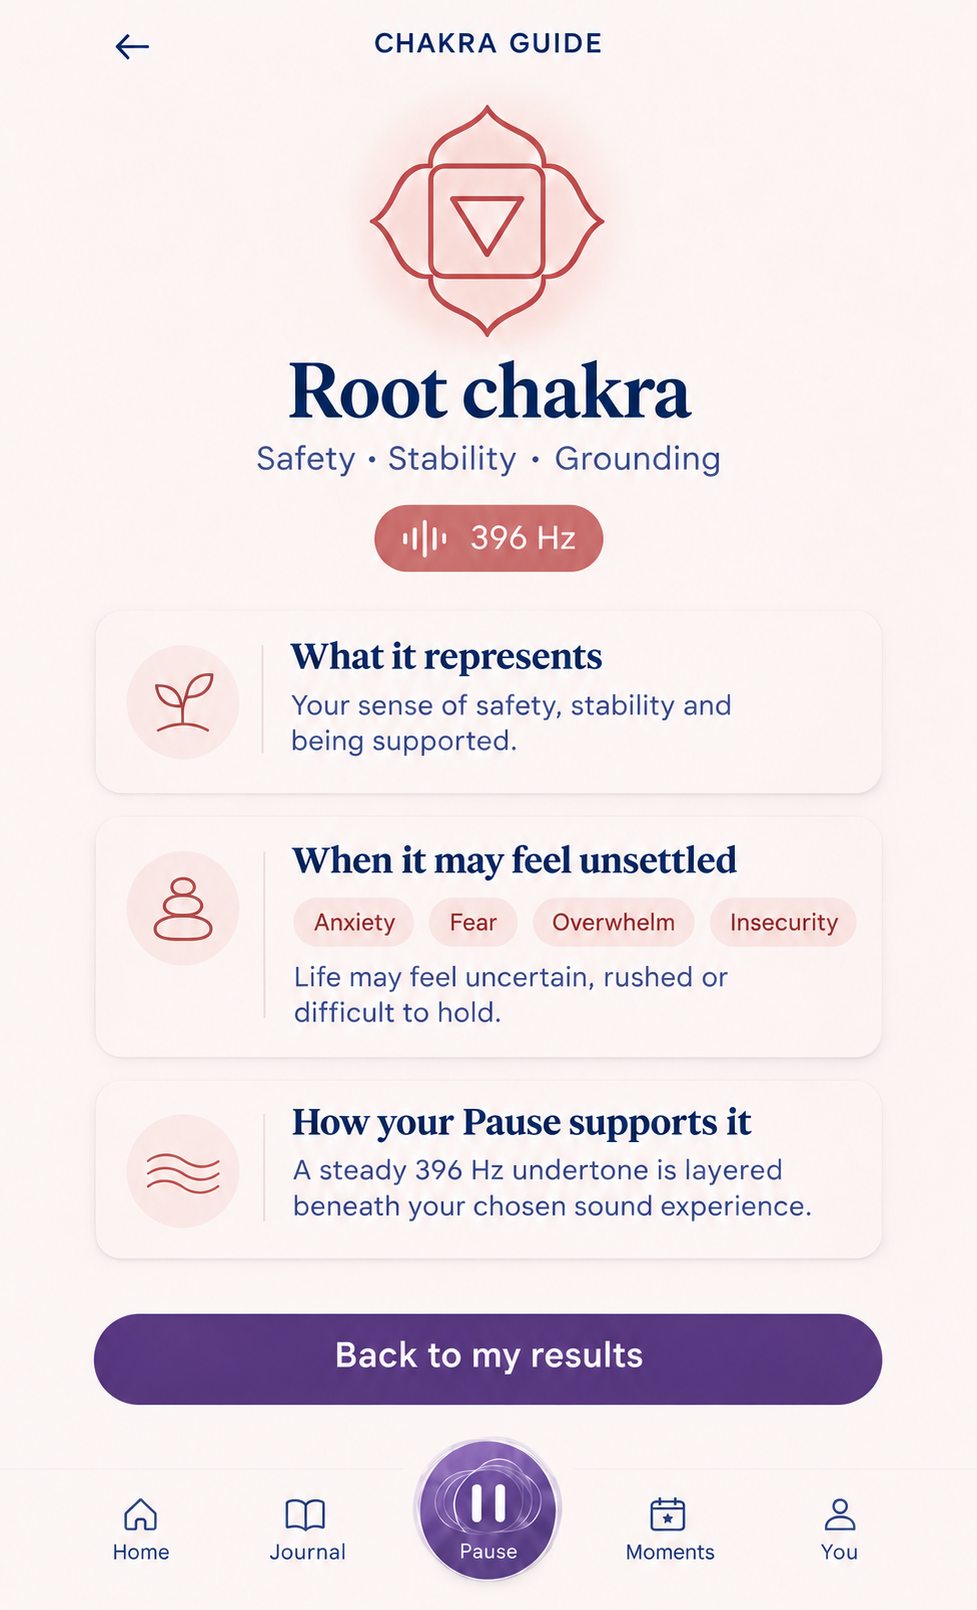 CHAKRA GUIDE
Root chakra
Safety • Stability • Grounding
396 Hz
What it represents
Your sense of safety, stability and
being supported.
When it may feel unsettled
Anxiety Fear Overwhelm Insecurity
Life may feel uncertain, rushed or
difficult to hold.
How your Pause supports it
A steady 396 Hz undertone is layered
beneath your chosen sound experience.
Back to my results
Home Journal Pause Moments You